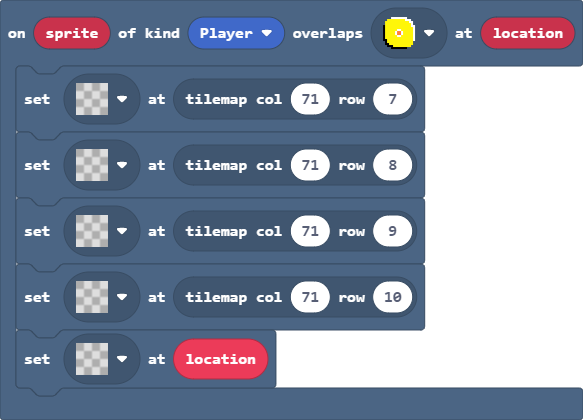 on sprite of kind Player overlaps at location
set at tilemap col 71 row 7
set at tilemap col 71 row 8
set at tilemap col 71 row 9
set at tilemap col 71 row 10
set at location